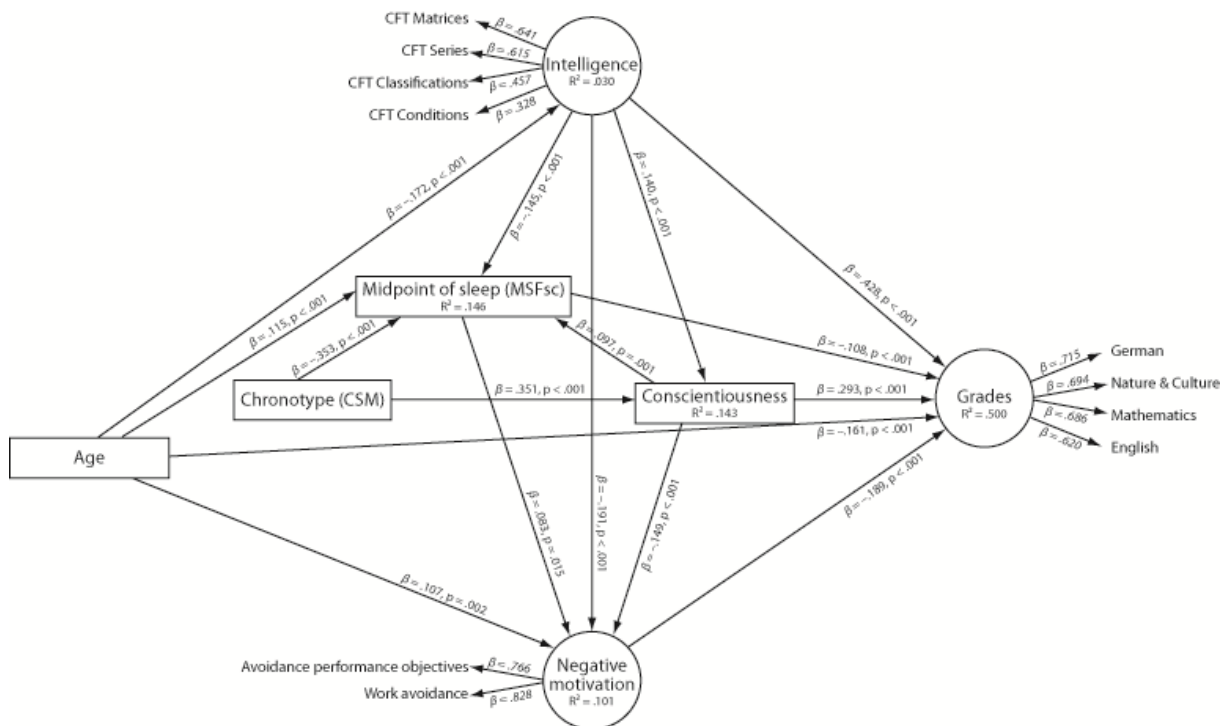 CFT Matrices
β = .641
CFT Series
β = .615
CFT Classifications
β = .457
CFT Conditions
β = .328
Intelligence
R² = .030
β = –.172, p < .001
β = –.145, p < .001
β = .140, p < .001
β = .428, p < .001
Midpoint of sleep (MSFsc)
R² = .146
β = .115, p < .001
β = –.353, p < .001
β = .097, p = .001
β = –.108, p < .001
Chronotype (CSM)
β = .351, p < .001
Conscientiousness
R² = .143
β = .293, p < .001
Grades
R² = .500
β = .715
German
β = .694
Nature & Culture
β = .686
Mathematics
β = .620
English
Age
β = –.161, p < .001
β = .083, p = .015
β = –.191, p < .001
β = –.149, p < .001
β = –.189, p < .001
β = .107, p = .002
Avoidance performance objectives
β = .766
Work avoidance
β = .828
Negative
motivation
R² = .101